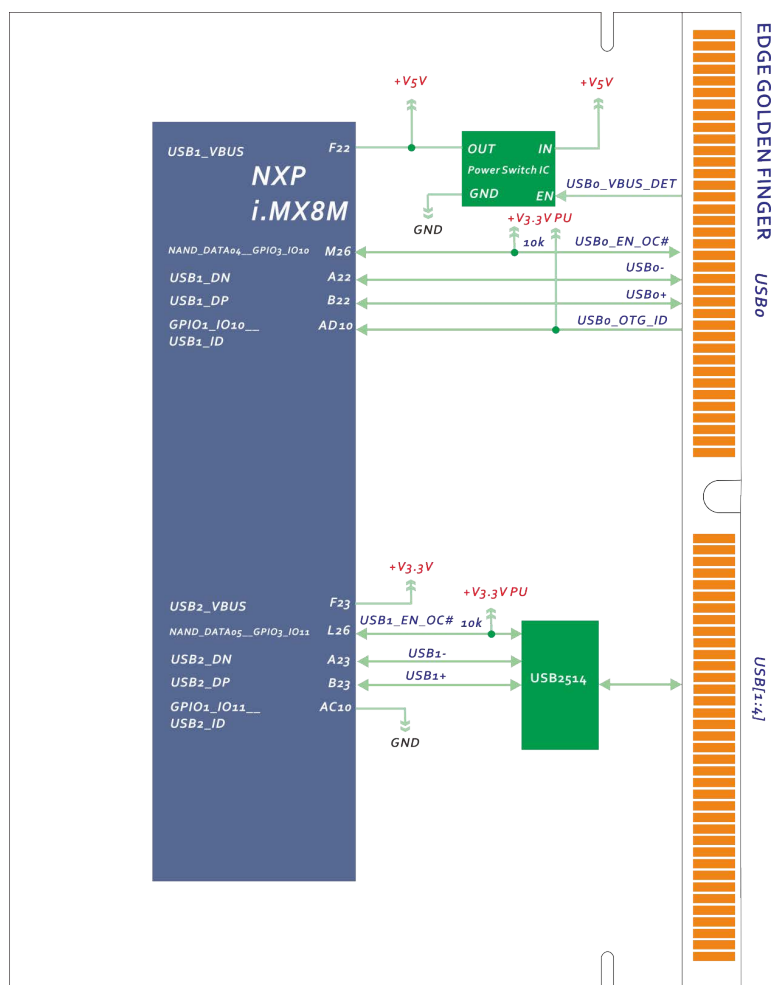 EDGE GOLDEN FINGER
+V5V
+V5V
USB1_VBUS
F22
OUT
IN
Power Switch IC
GND
EN
USB0_VBUS_DET
NXP
i.MX8M
GND
+V3.3V PU
NAND_DATA04__GPIO3_IO10
M26
10k
USB0_EN_OC#
USB1_DN
A22
USB0-
USB1_DP
B22
USB0+
GPIO1_IO10__
USB1_ID
AD10
USB0_OTG_ID
USB0
+V3.3V
USB2_VBUS
F23
+V3.3V PU
NAND_DATA05__GPIO3_IO11
L26
USB1_EN_OC#
10k
USB2_DN
A23
USB1-
USB2_DP
B23
USB1+
USB2514
GPIO1_IO11__
USB2_ID
AC10
GND
USB[1:4]